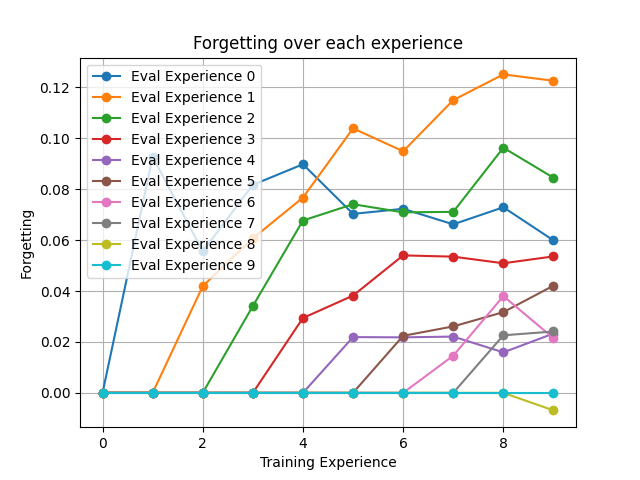 Forgetting over each experience
Eval Experience 0
Eval Experience 1
Eval Experience 2
Eval Experience 3
Eval Experience 4
Eval Experience 5
Eval Experience 6
Eval Experience 7
Eval Experience 8
Eval Experience 9
Forgetting
0.12
0.10
0.08
0.06
0.04
0.02
0.00
0 2 4 6 8
Training Experience